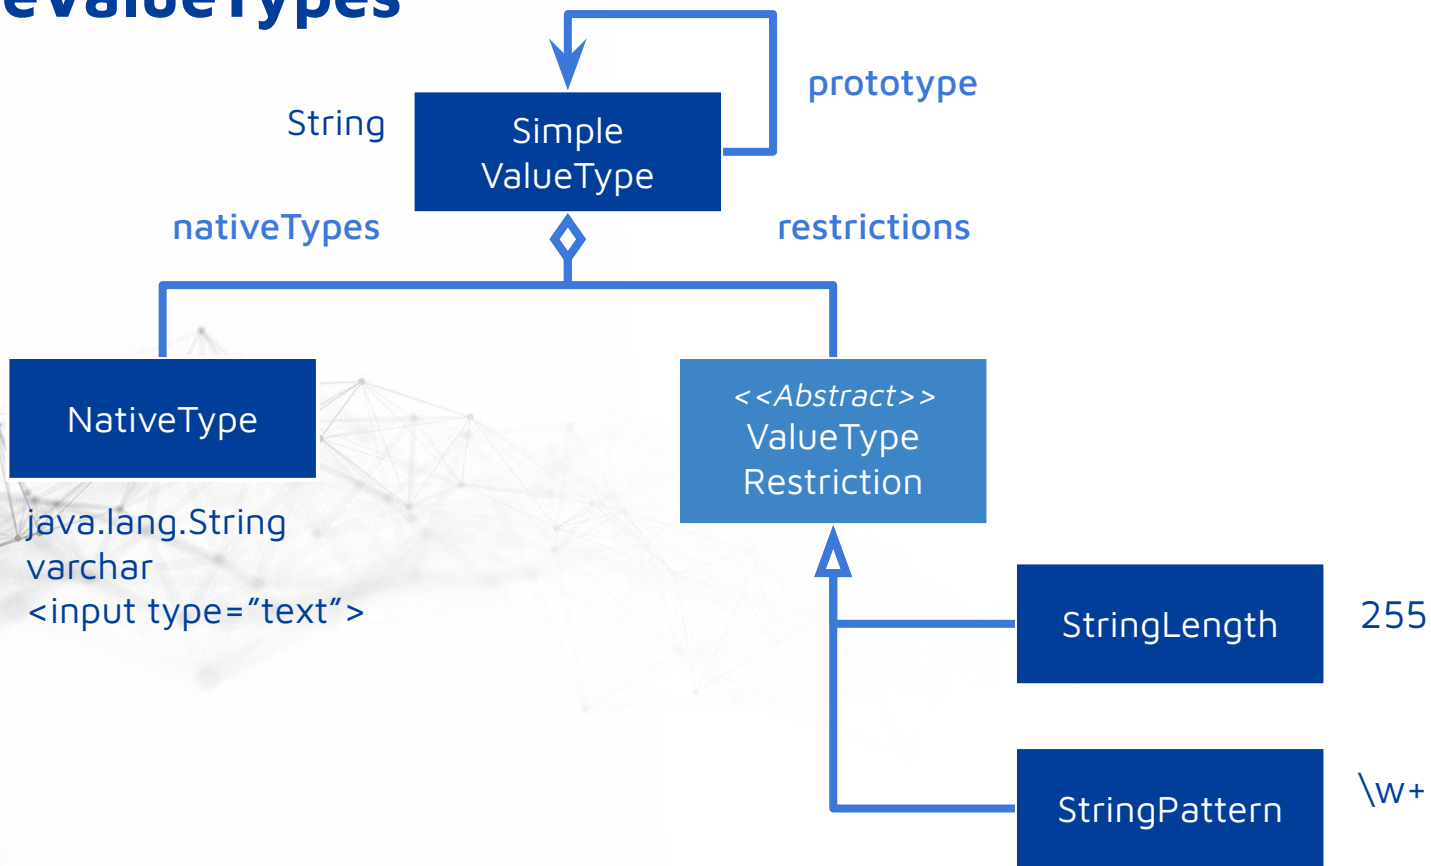 eValueTypes
prototype
String
Simple
ValueType
nativeTypes
restrictions
NativeType
<<Abstract>>
ValueType
Restriction
java.lang.String
varchar
<input type="text">
StringLength
255
StringPattern
\w+